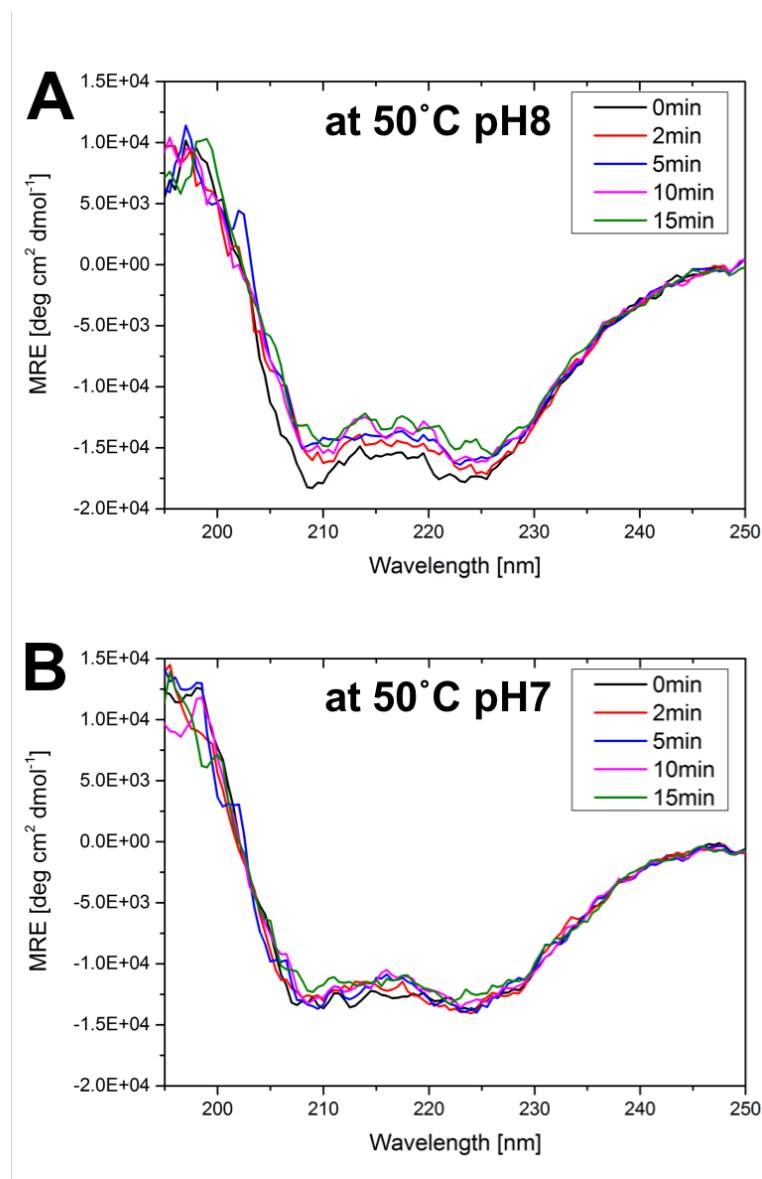 A
at 50˚C pH8
0min
2min
5min
10min
15min
MRE [deg cm² dmol⁻¹]
1.5E+04
1.0E+04
5.0E+03
0.0E+00
-5.0E+03
-1.0E+04
-1.5E+04
-2.0E+04
200 210 220 230 240 250
Wavelength [nm]
B
at 50˚C pH7
0min
2min
5min
10min
15min
MRE [deg cm² dmol⁻¹]
1.5E+04
1.0E+04
5.0E+03
0.0E+00
-5.0E+03
-1.0E+04
-1.5E+04
-2.0E+04
200 210 220 230 240 250
Wavelength [nm]